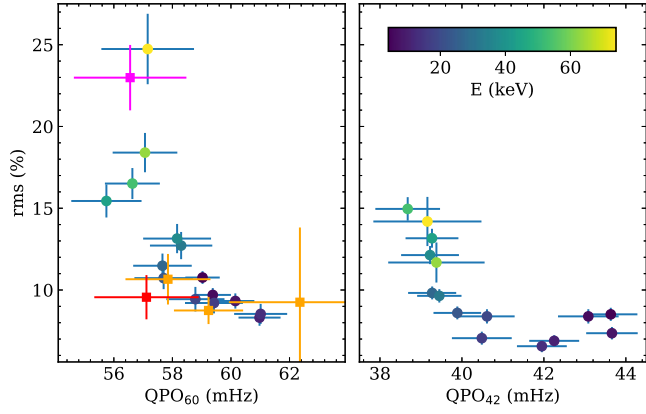 25
20
15
10
rms (%)
56 58 60 62
QPO₆₀ (mHz)
20 40 60
E (keV)
38 40 42 44
QPO₄₂ (mHz)